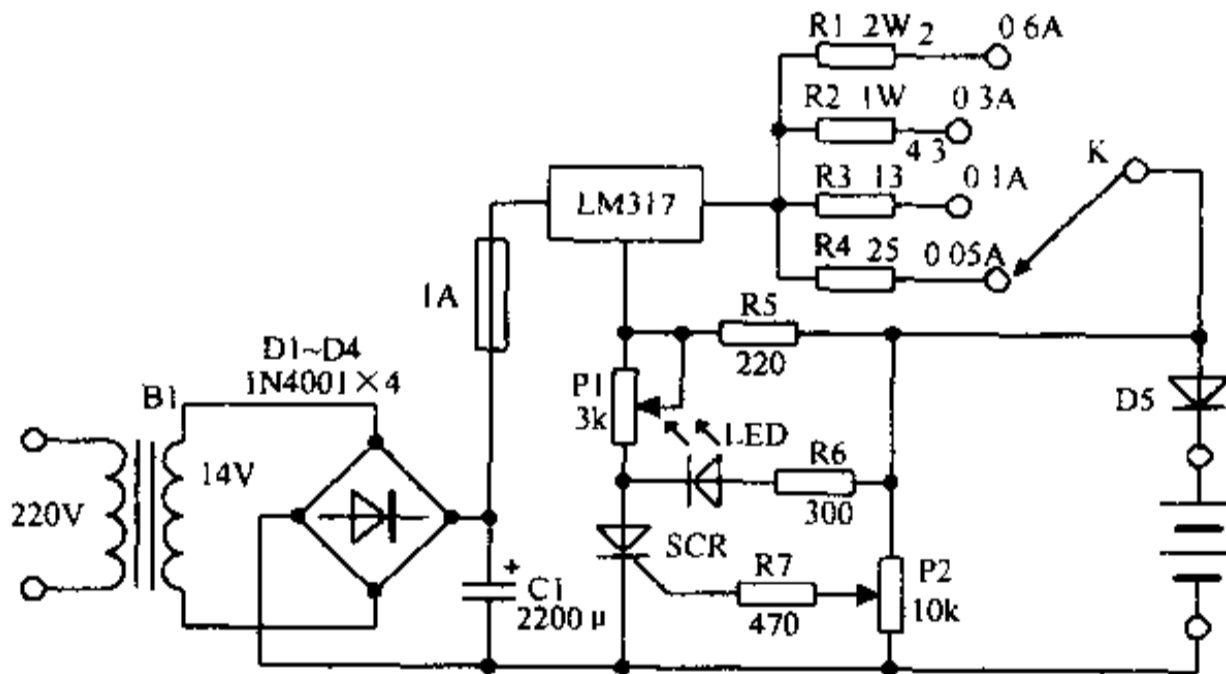 R1 2W 2 0 6A
R2 1W 0 3A
4 3
K
LM317
R3 13 0 1A
R4 25 0 05A
1A
R5
220
D1~D4
1N4001×4
B1
P1
3k
D5
LED
R6
14V
220V
300
SCR
R7
P2
+
C1
2200μ
470
10k